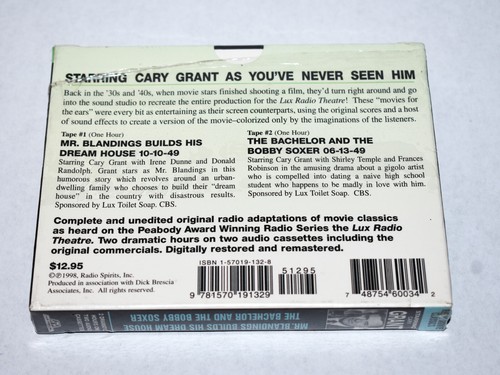 STARRING CARY GRANT AS YOU'VE NEVER SEEN HIM
Back in the '30s and '40s, when movie stars finished shooting a film, they'd turn right around and go
into the sound studio to recreate the entire production for the Lux Radio Theatre! These "movies for
the ears" were every bit as entertaining as their screen counterparts, using the original scores and a host
of sound effects to create a version of the movie–colorized only by the imaginations of the listeners.
Tape #1 (One Hour)
MR. BLANDINGS BUILDS HIS
DREAM HOUSE 10-10-49
Starring Cary Grant with Irene Dunne and Donald
Randolph. Grant stars as Mr. Blandings in this
humorous story which revolves around an urban-
dwelling family who chooses to build their "dream
house" in the country with disastrous results.
Sponsored by Lux Toilet Soap. CBS.
Tape #2 (One Hour)
THE BACHELOR AND THE
BOBBY SOXER 06-13-49
Starring Cary Grant with Shirley Temple and Frances
Robinson in the amusing drama about a gigolo artist
who is compelled into dating a naive high school
student who happens to be madly in love with him.
Sponsored by Lux Toilet Soap. CBS.
Complete and unedited original radio adaptations of movie classics
as heard on the Peabody Award Winning Radio Series the Lux Radio
Theatre. Two dramatic hours on two audio cassettes including the
original commercials. Digitally restored and remastered.
$12.95
©℗1998, Radio Spirits, Inc.
Produced in association with Dick Brescia
Associates, Inc. All rights reserved.
ISBN 1-57019-132-8
51295
9 781570 191329
7 48754 60034 2
MR. BLANDINGS BUILDS HIS DREAM HOUSE
THE BACHELOR AND THE BOBBY SOXER
GRANT